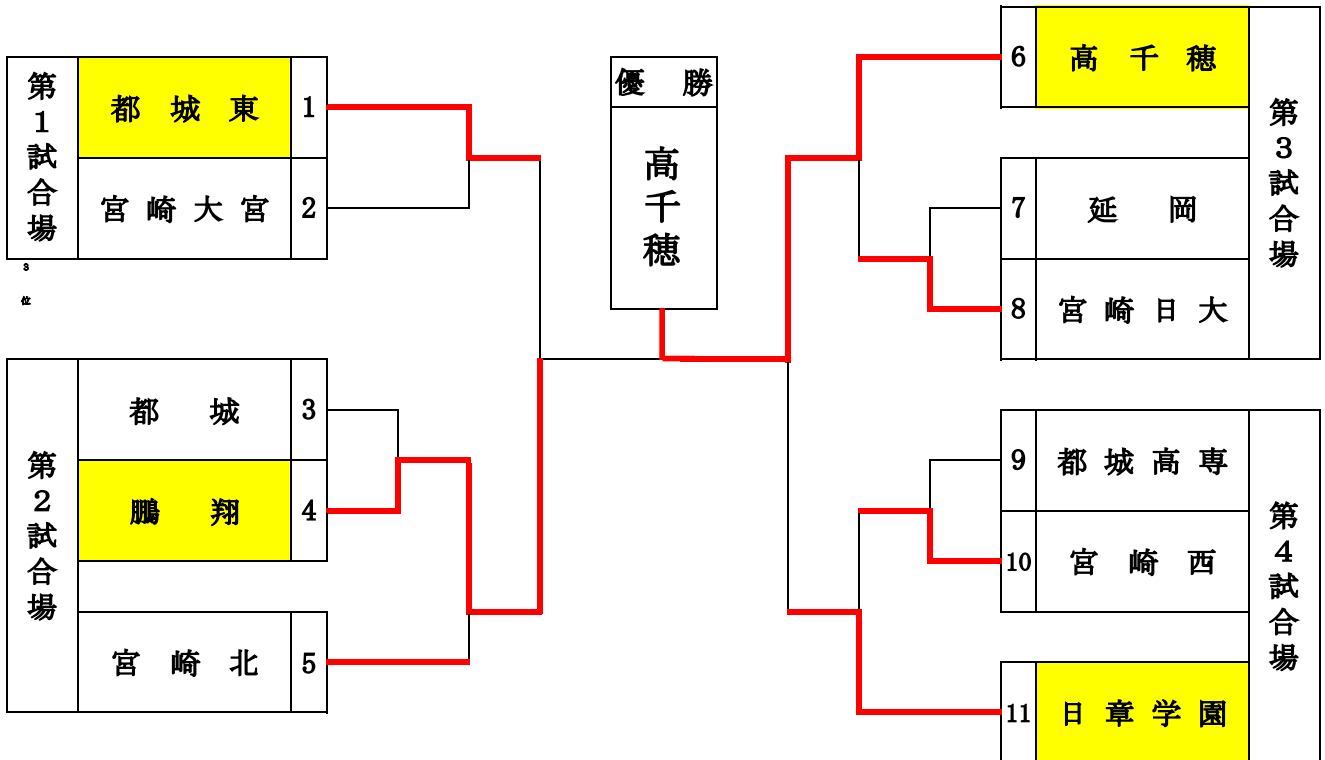 第1試合場
都城東 1
宮崎大宮 2
3位
第2試合場
都城 3
鵬翔 4
宮崎北 5
優勝
高千穂
6 高千穂
7 延岡
8 宮崎日大
第3試合場
9 都城高専
10 宮崎西
11 日章学園
第4試合場